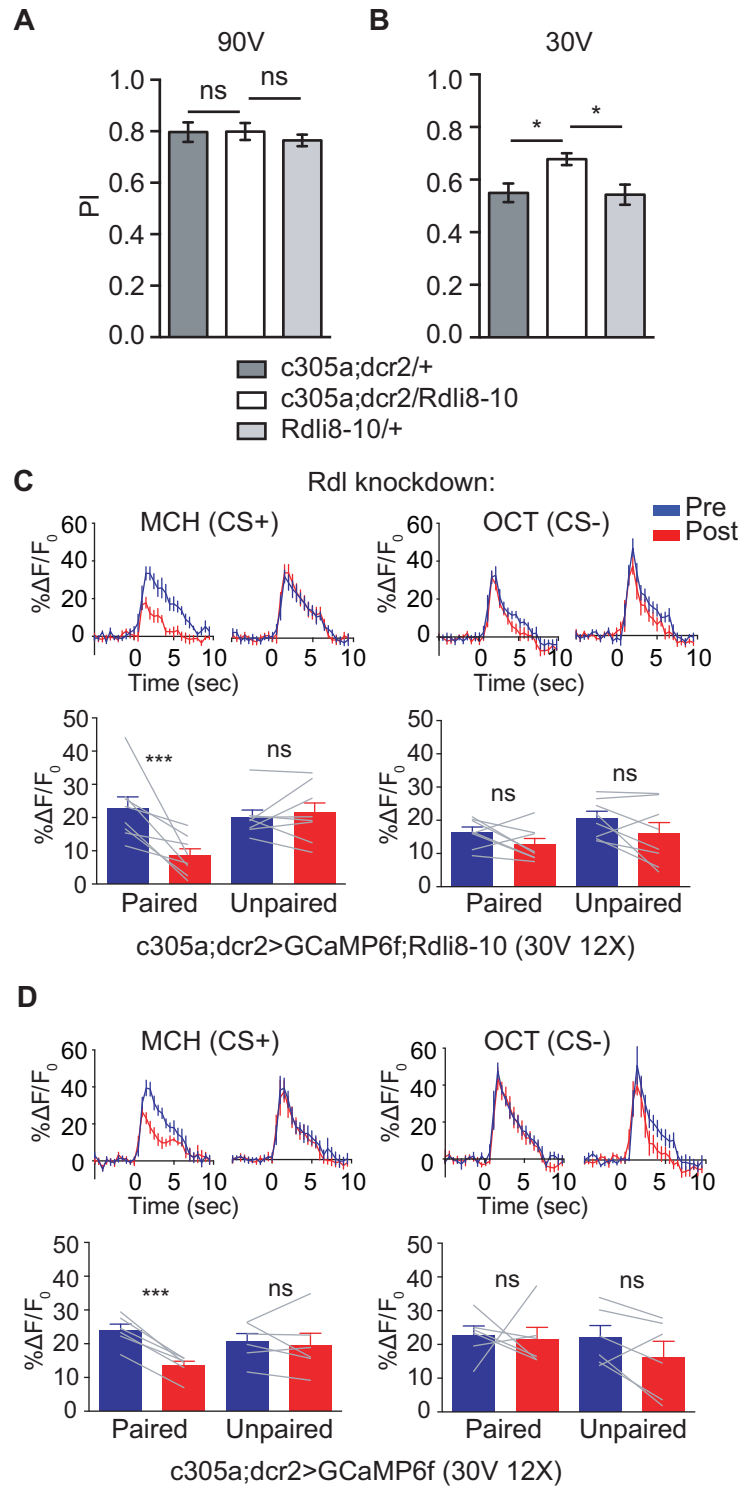 A
B
90V
30V
PI
1.0
0.8
0.6
0.4
0.2
0.0
ns
ns
1.0
0.8
0.6
0.4
0.2
0.0
*
*
c305a;dcr2/+
c305a;dcr2/Rdli8-10
Rdli8-10/+
C
Rdl knockdown:
MCH (CS+)
OCT (CS-)
Pre
Post
%ΔF/F0
60
40
20
0
0 5 10
0 5 10
Time (sec)
%ΔF/F0
60
40
20
0
0 5 10
0 5 10
Time (sec)
%ΔF/F0
50
40
30
20
10
0
***
ns
Paired Unpaired
%ΔF/F0
50
40
30
20
10
0
ns
ns
Paired Unpaired
c305a;dcr2>GCaMP6f;Rdli8-10 (30V 12X)
D
MCH (CS+)
OCT (CS-)
%ΔF/F0
60
40
20
0
0 5 10
0 5 10
Time (sec)
%ΔF/F0
60
40
20
0
0 5 10
0 5 10
Time (sec)
%ΔF/F0
50
40
30
20
10
0
***
ns
Paired Unpaired
%ΔF/F0
50
40
30
20
10
0
ns
ns
Paired Unpaired
c305a;dcr2>GCaMP6f (30V 12X)